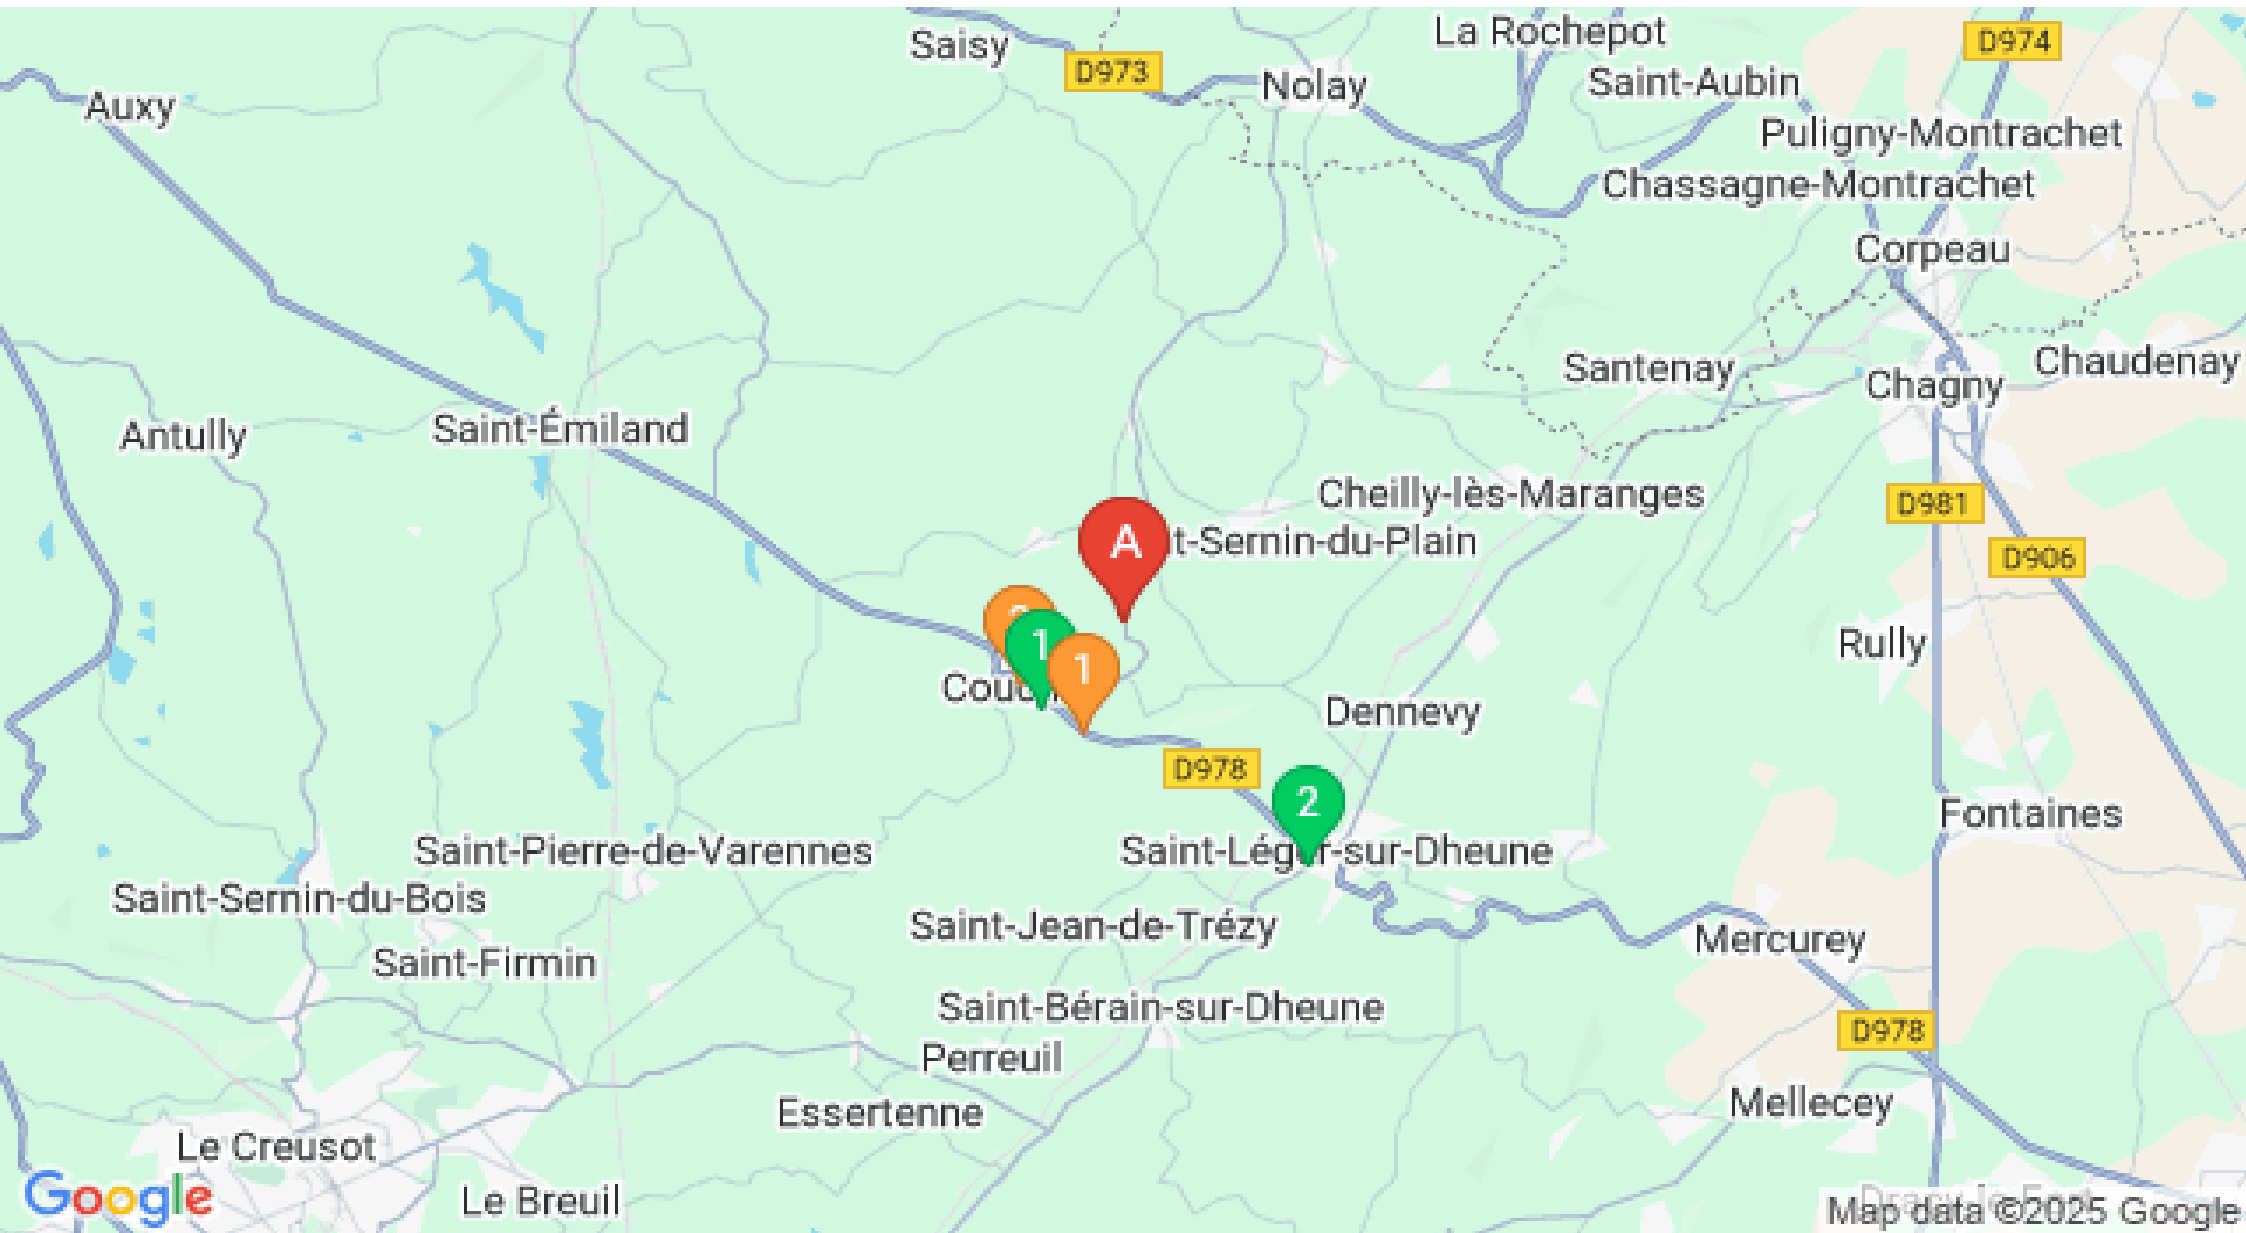 Saisy
La Rochepot
D974
D973
Nolay
Saint-Aubin
Auxy
Puligny-Montrachet
Chassagne-Montrachet
Corpeau
Santenay
Chaudenay
Chagny
Antully
Saint-Émiland
Cheilly-lès-Maranges
D981
A
t-Sernin-du-Plain
D906
1
1
Rully
Couc
Dennevy
D978
2
Fontaines
Saint-Pierre-de-Varennes
Saint-Léger-sur-Dheune
Saint-Sernin-du-Bois
Saint-Jean-de-Trézy
Mercurey
Saint-Firmin
Saint-Bérain-sur-Dheune
D978
Perreuil
Mellecey
Essertenne
Le Creusot
Google
Le Breuil
Map data ©2025 Google